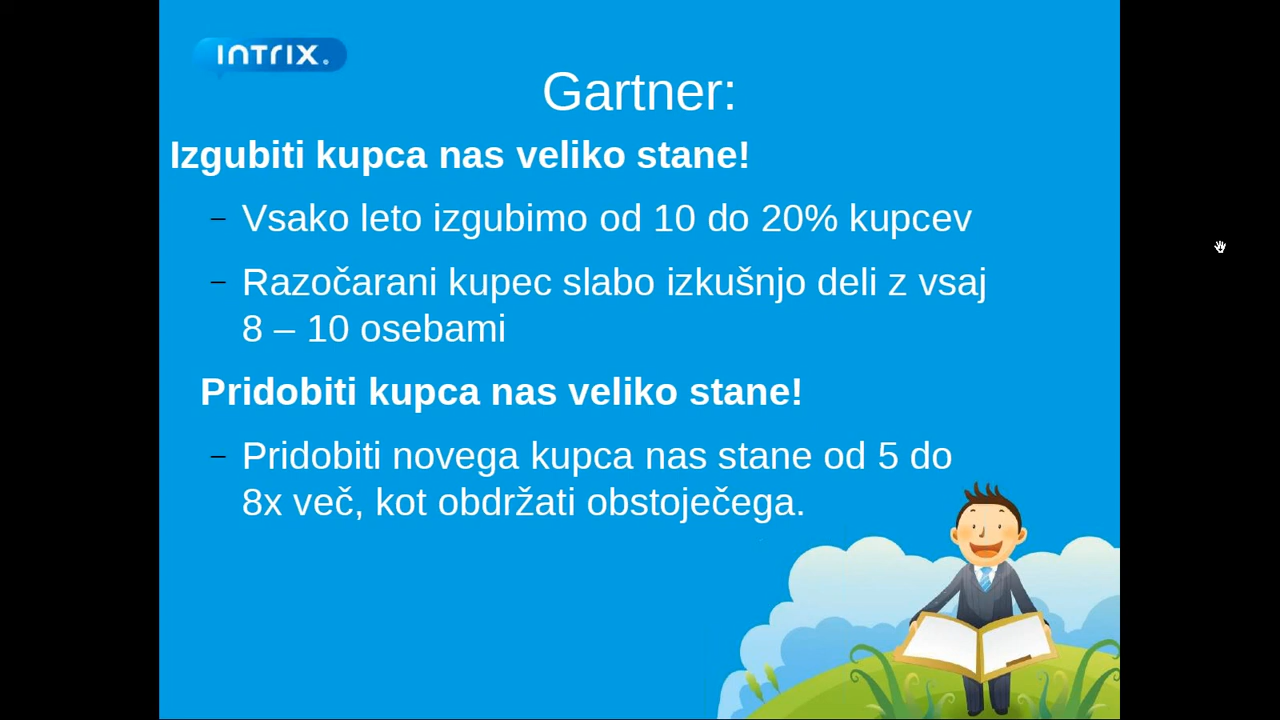 INTRIX.
Gartner:
Izgubiti kupca nas veliko stane!
– Vsako leto izgubimo od 10 do 20% kupcev
– Razočarani kupec slabo izkušnjo deli z vsaj
8 – 10 osebami
Pridobiti kupca nas veliko stane!
– Pridobiti novega kupca nas stane od 5 do
8x več, kot obdržati obstoječega.